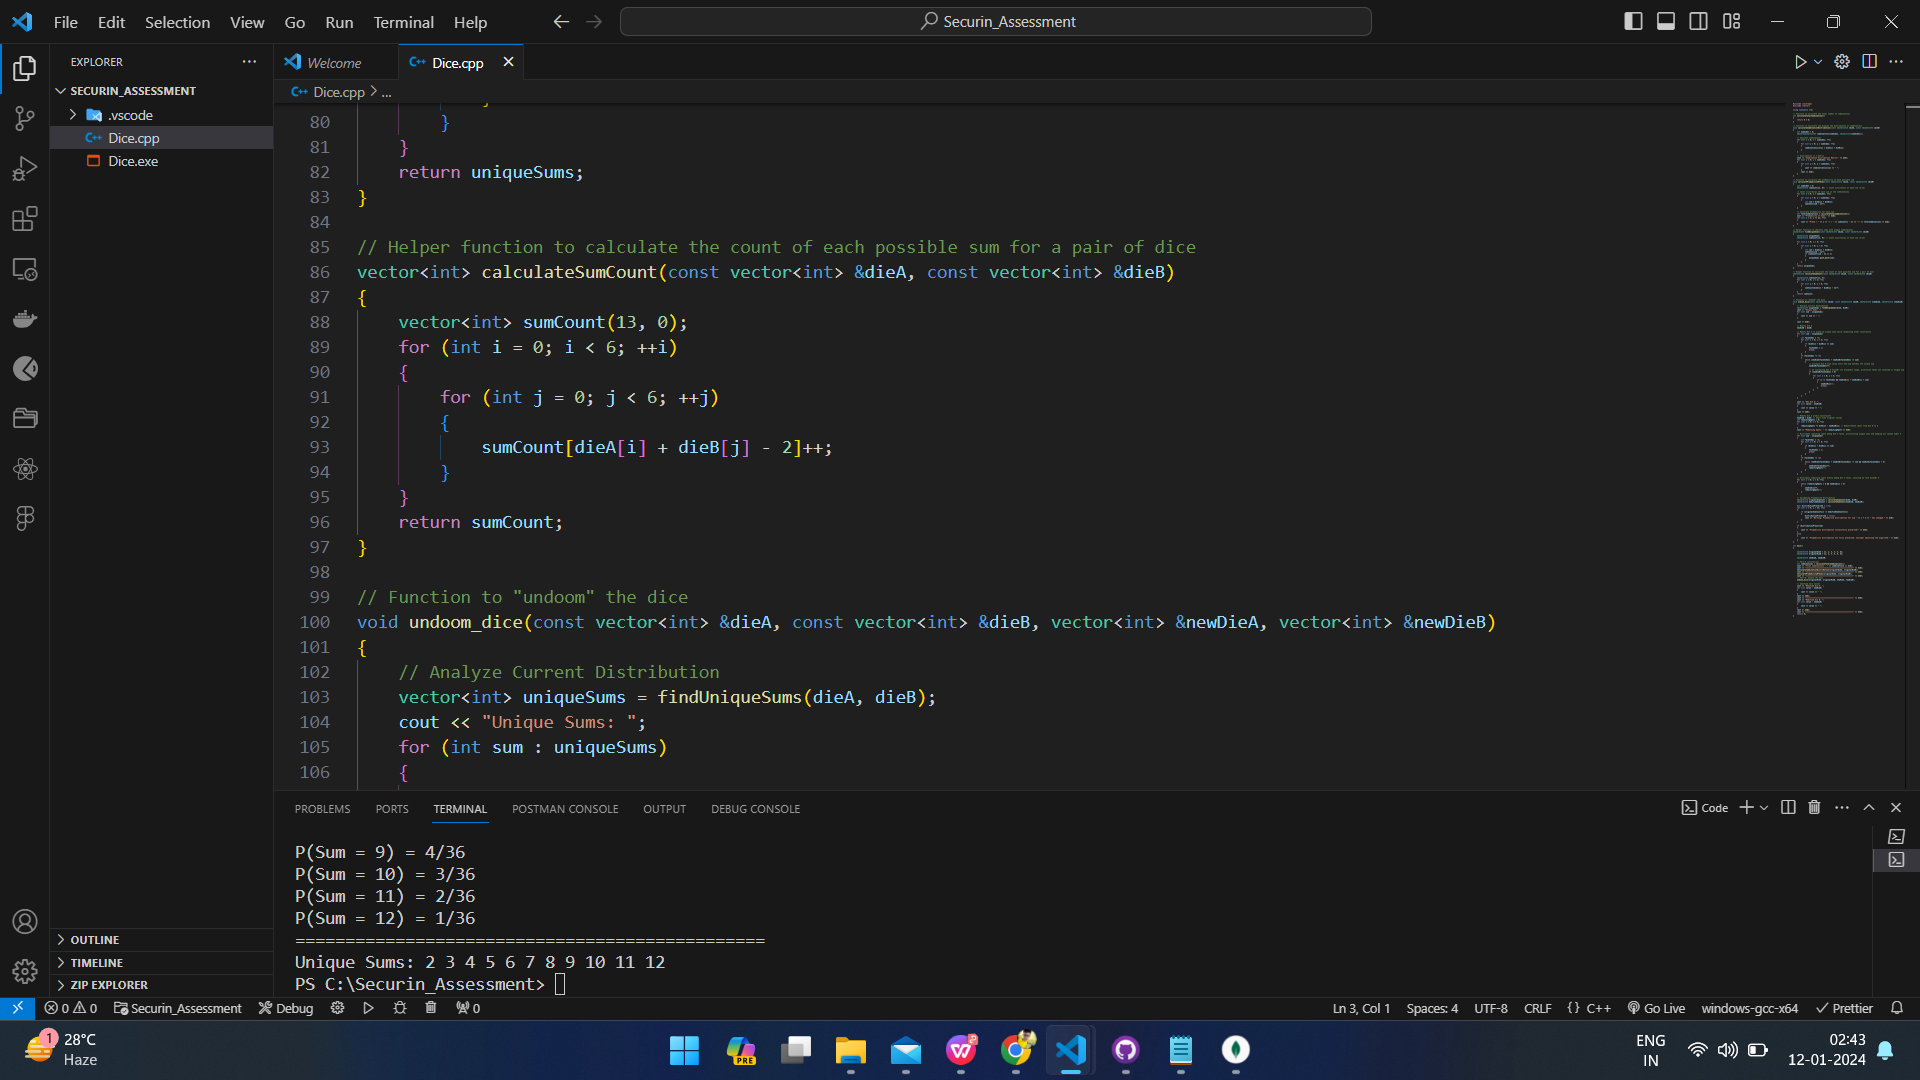 File Edit Selection View Go Run Terminal Help
Securin_Assessment
EXPLORER
SECURIN_ASSESSMENT
.vscode
Dice.cpp
Dice.exe
OUTLINE
TIMELINE
ZIP EXPLORER
Welcome
Dice.cpp
Dice.cpp > ...
80 }
81 }
82 return uniqueSums;
83 }
84
85 // Helper function to calculate the count of each possible sum for a pair of dice
86 vector<int> calculateSumCount(const vector<int> &dieA, const vector<int> &dieB)
87 {
88 vector<int> sumCount(13, 0);
89 for (int i = 0; i < 6; ++i)
90 {
91 for (int j = 0; j < 6; ++j)
92 {
93 sumCount[dieA[i] + dieB[j] - 2]++;
94 }
95 }
96 return sumCount;
97 }
98
99 // Function to "undoom" the dice
100 void undoom_dice(const vector<int> &dieA, const vector<int> &dieB, vector<int> &newDieA, vector<int> &newDieB)
101 {
102 // Analyze Current Distribution
103 vector<int> uniqueSums = findUniqueSums(dieA, dieB);
104 cout << "Unique Sums: ";
105 for (int sum : uniqueSums)
106 {
PROBLEMS PORTS TERMINAL POSTMAN CONSOLE OUTPUT DEBUG CONSOLE
Code
P(Sum = 9) = 4/36
P(Sum = 10) = 3/36
P(Sum = 11) = 2/36
P(Sum = 12) = 1/36
===============================================
Unique Sums: 2 3 4 5 6 7 8 9 10 11 12
PS C:\Securin_Assessment>
0 0 Securin_Assessment Debug 0
Ln 3, Col 1 Spaces: 4 UTF-8 CRLF {} C++ Go Live windows-gcc-x64 Prettier
1
28°C
Haze
PRE
ENG
IN
02:43
12-01-2024